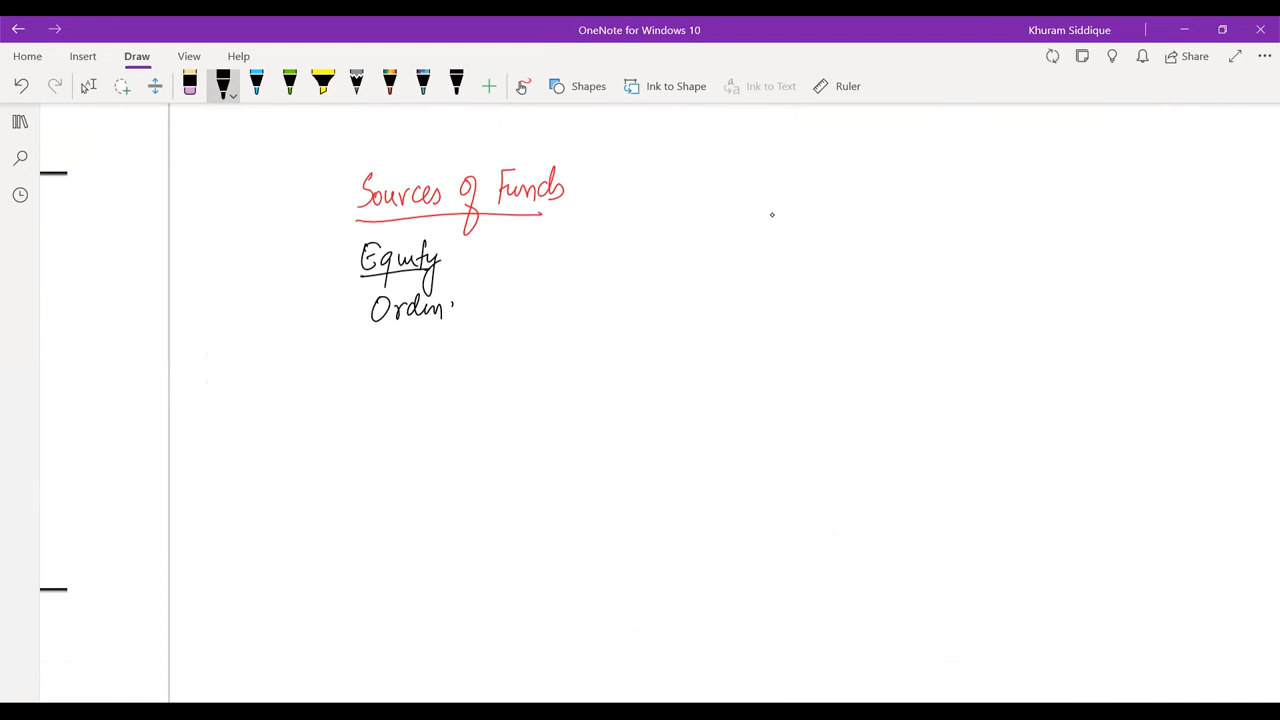 OneNote for Windows 10
Khuram Siddique
Home Insert Draw View Help
Share
Shapes Ink to Shape Ink to Text Ruler
Sources of Funds
Equity
Ordin